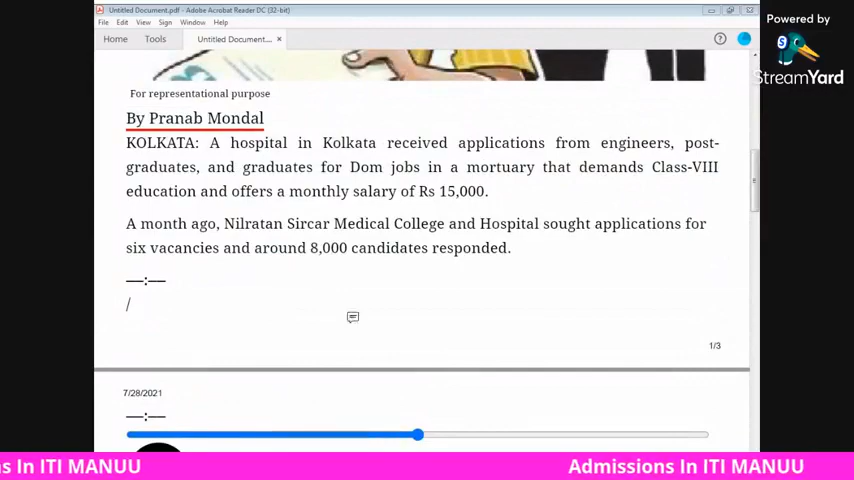 Untitled Document.pdf - Adobe Acrobat Reader DC (32-bit)
File Edit View Sign Window Help
Home Tools Untitled Document... ×
Powered by
S
StreamYard
For representational purpose
By Pranab Mondal
KOLKATA: A hospital in Kolkata received applications from engineers, post-
graduates, and graduates for Dom jobs in a mortuary that demands Class-VIII
education and offers a monthly salary of Rs 15,000.
A month ago, Nilratan Sircar Medical College and Hospital sought applications for
six vacancies and around 8,000 candidates responded.
—:—
/
1/3
7/28/2021
—:—
s In ITI MANUU Admissions In ITI MANUU